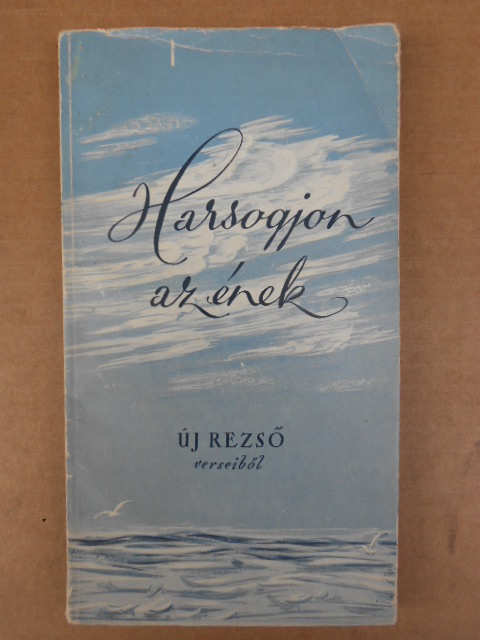 Harsogjon
az ének
ÚJ REZSŐ
verseiből